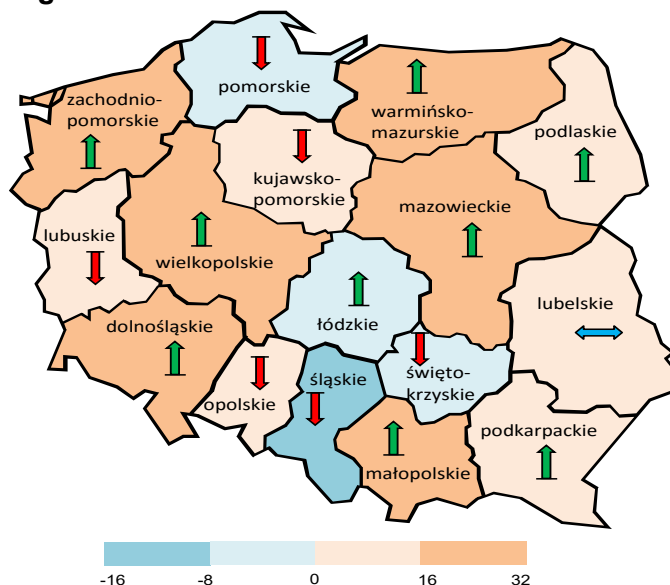 g
pomorskie
zachodnio-
pomorskie
warmińsko-
mazurskie
podlaskie
kujawsko-
pomorskie
mazowieckie
lubuskie
wielkopolskie
lubelskie
dolnośląskie
łódzkie
opolskie
śląskie
święto-
krzyskie
podkarpackie
małopolskie
-16 -8 0 16 32